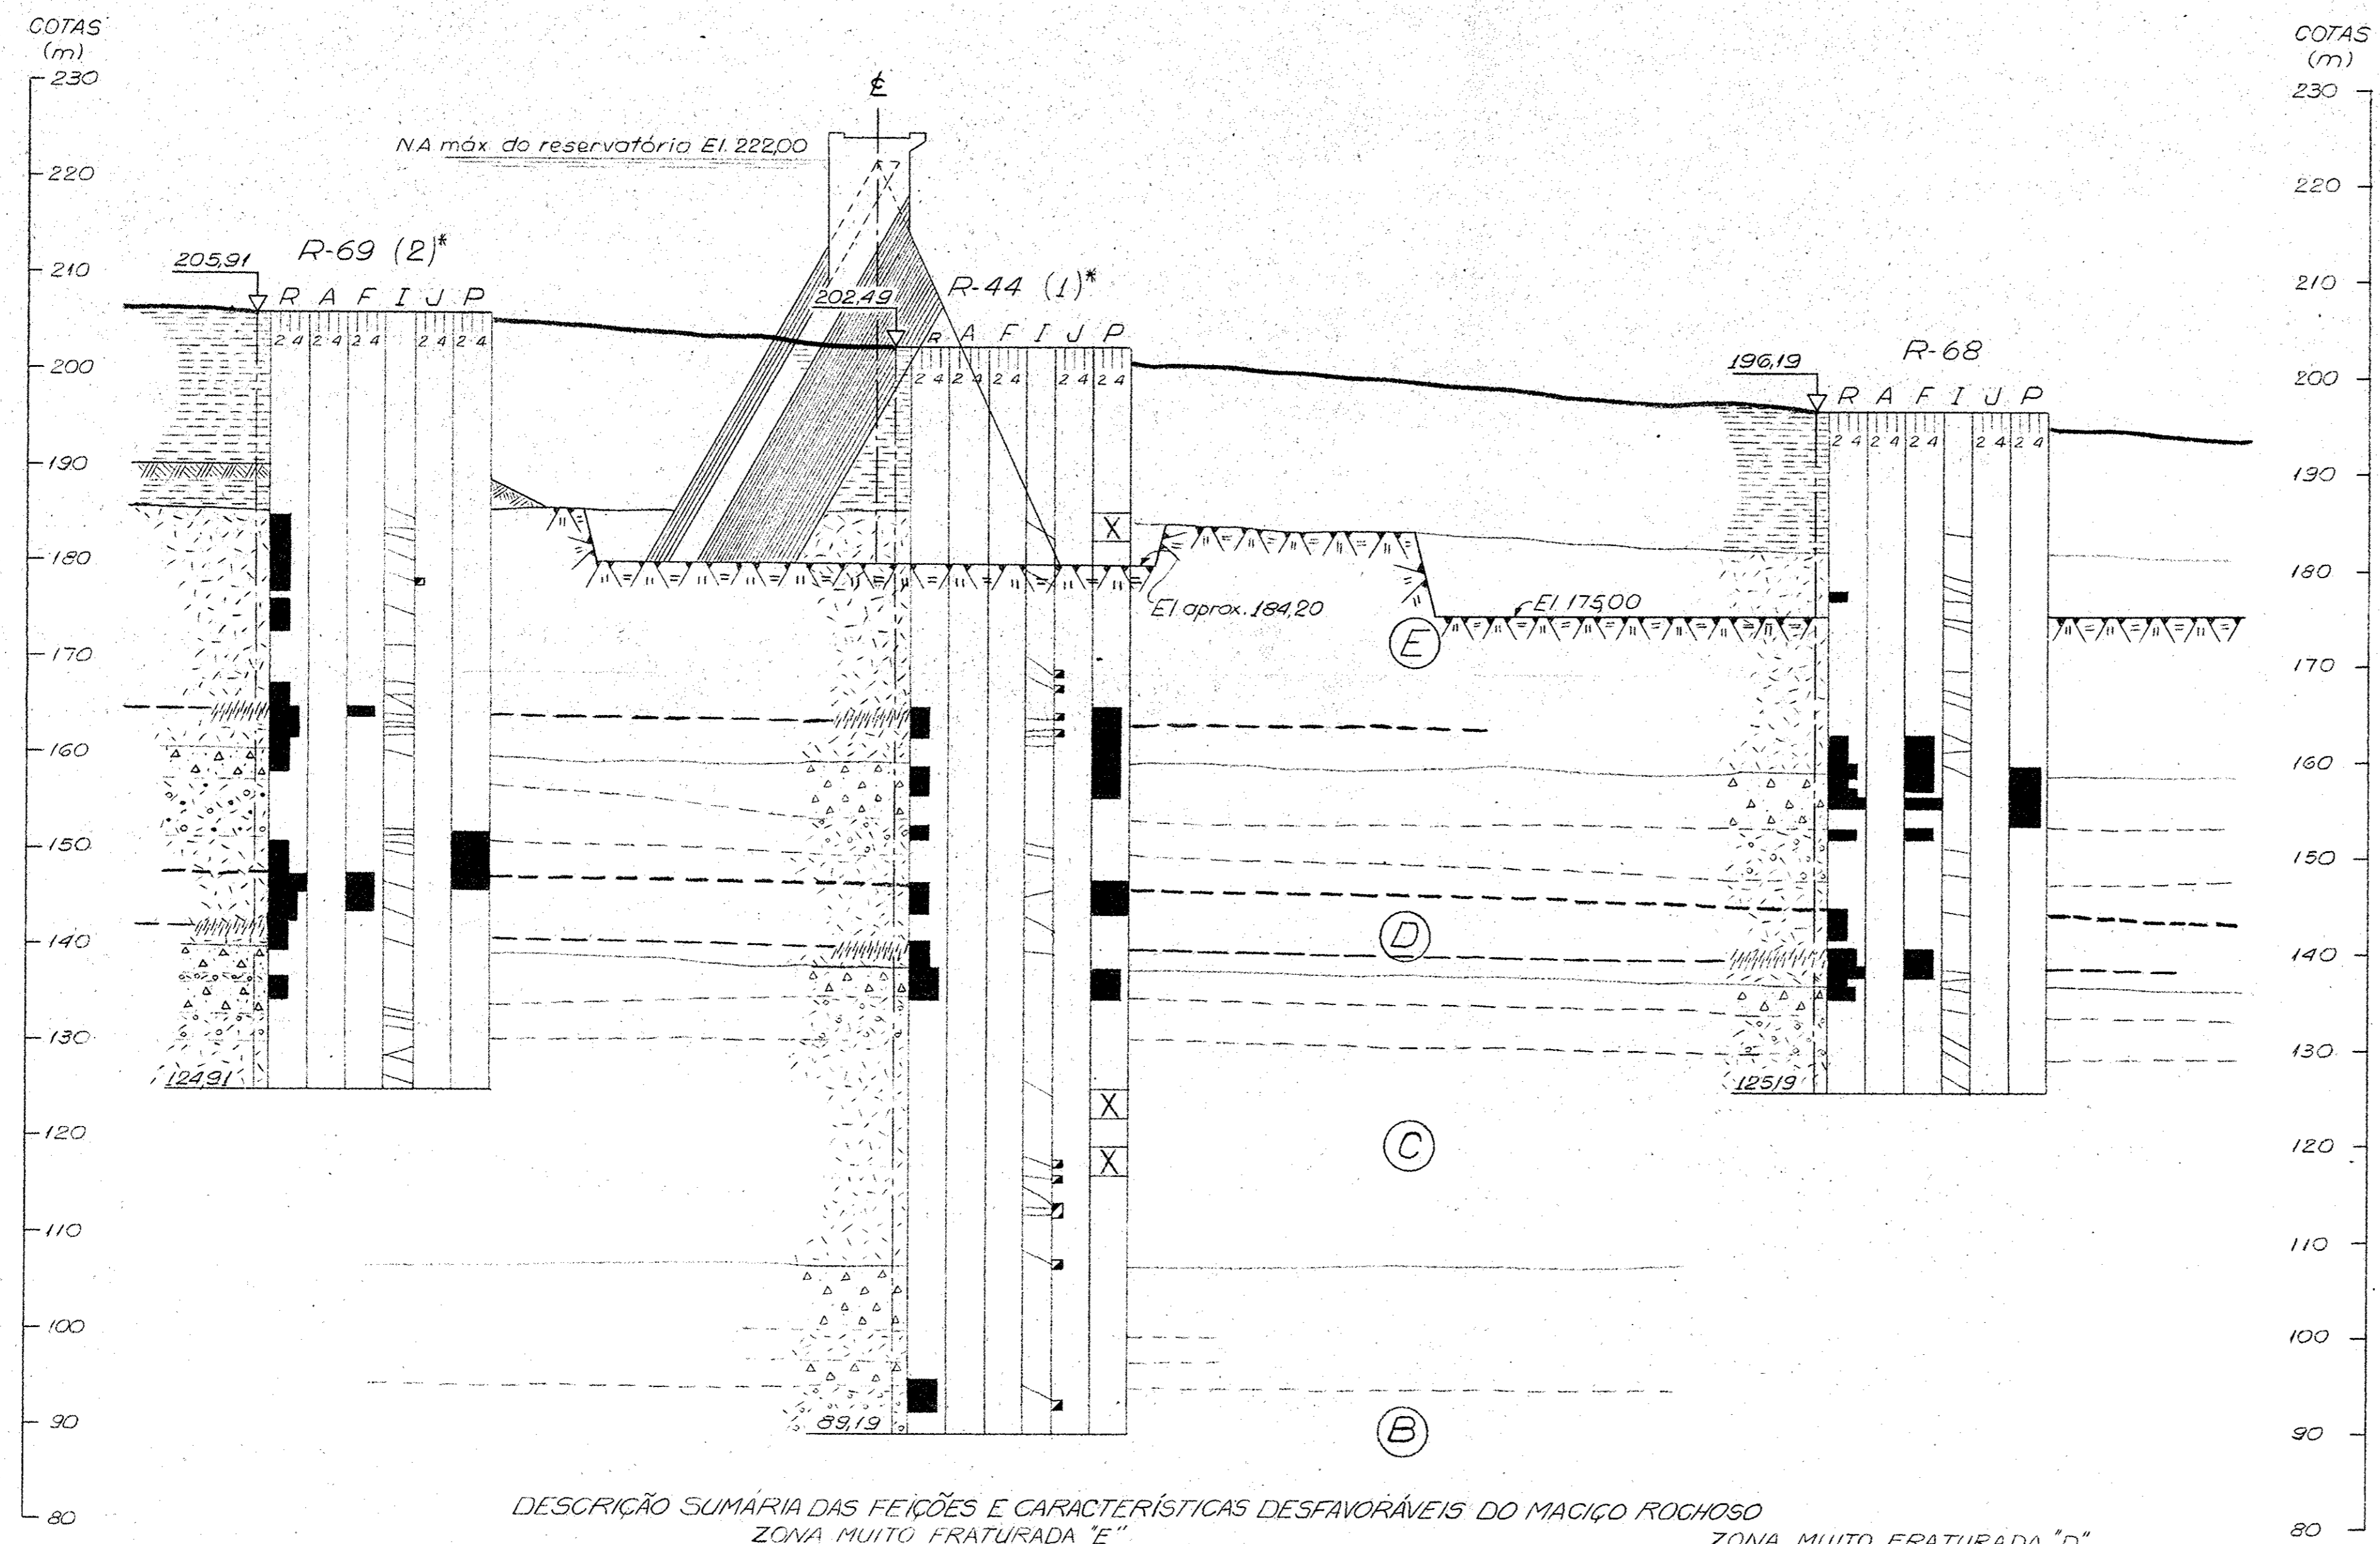 COTAS
(m)
230
220
210
200
190
180
170
160
150
140
130
120
110
100
90
80
COTAS
(m)
230
220
210
200
190
180
170
160
150
140
130
120
110
100
90
80
℄
N.A máx. do reservatório El. 222,00
205,91
R-69 (2)*
R A F I J P
2 4 2 4 2 4 2 4 2 4
124,91
202,49
R-44 (1)*
R A F I J P
2 4 2 4 2 4 2 4 2 4
X
X
X
89,19
El aprox. 184,20
El. 175,00
196,19
R-68
R A F I J P
2 4 2 4 2 4 2 4 2 4
125,19
E
D
C
B
DESCRIÇÃO SUMÁRIA DAS FEIÇÕES E CARACTERÍSTICAS DESFAVORÁVEIS DO MACIÇO ROCHOSO
ZONA MUITO FRATURADA "E"
ZONA MUITO FRATURADA "D"